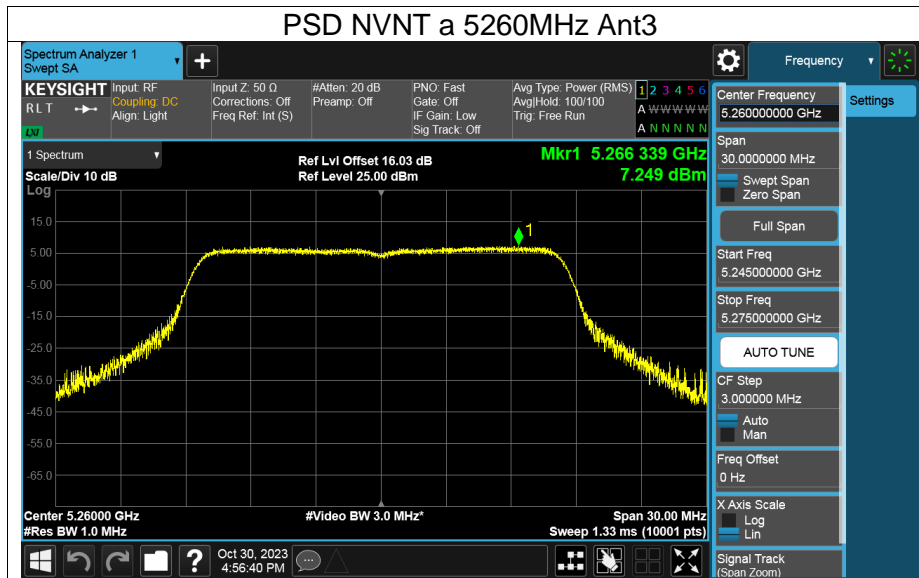 PSD NVNT a 5260MHz Ant3
Spectrum Analyzer 1
Swept SA
+
Frequency
KEYSIGHT
R L T
LXI
Input: RF
Coupling: DC
Align: Light
Input Z: 50 Ω
Corrections: Off
Freq Ref: Int (S)
#Atten: 20 dB
Preamp: Off
PNO: Fast
Gate: Off
IF Gain: Low
Sig Track: Off
Avg Type: Power (RMS)
Avg|Hold: 100/100
Trig: Free Run
1 2 3 4 5 6
A W W W W W
A N N N N N
1 Spectrum
Scale/Div 10 dB
Ref Lvl Offset 16.03 dB
Ref Level 25.00 dBm
Mkr1 5.266 339 GHz
7.249 dBm
Log
15.0
5.00
-5.00
-15.0
-25.0
-35.0
-45.0
-55.0
-65.0
1
Center 5.26000 GHz
#Res BW 1.0 MHz
#Video BW 3.0 MHz*
Span 30.00 MHz
Sweep 1.33 ms (10001 pts)
Center Frequency
5.260000000 GHz
Settings
Span
30.0000000 MHz
Swept Span
Zero Span
Full Span
Start Freq
5.245000000 GHz
Stop Freq
5.275000000 GHz
AUTO TUNE
CF Step
3.000000 MHz
Auto
Man
Freq Offset
0 Hz
X Axis Scale
Log
Lin
Signal Track
(Span Zoom)
?
Oct 30, 2023
4:56:40 PM